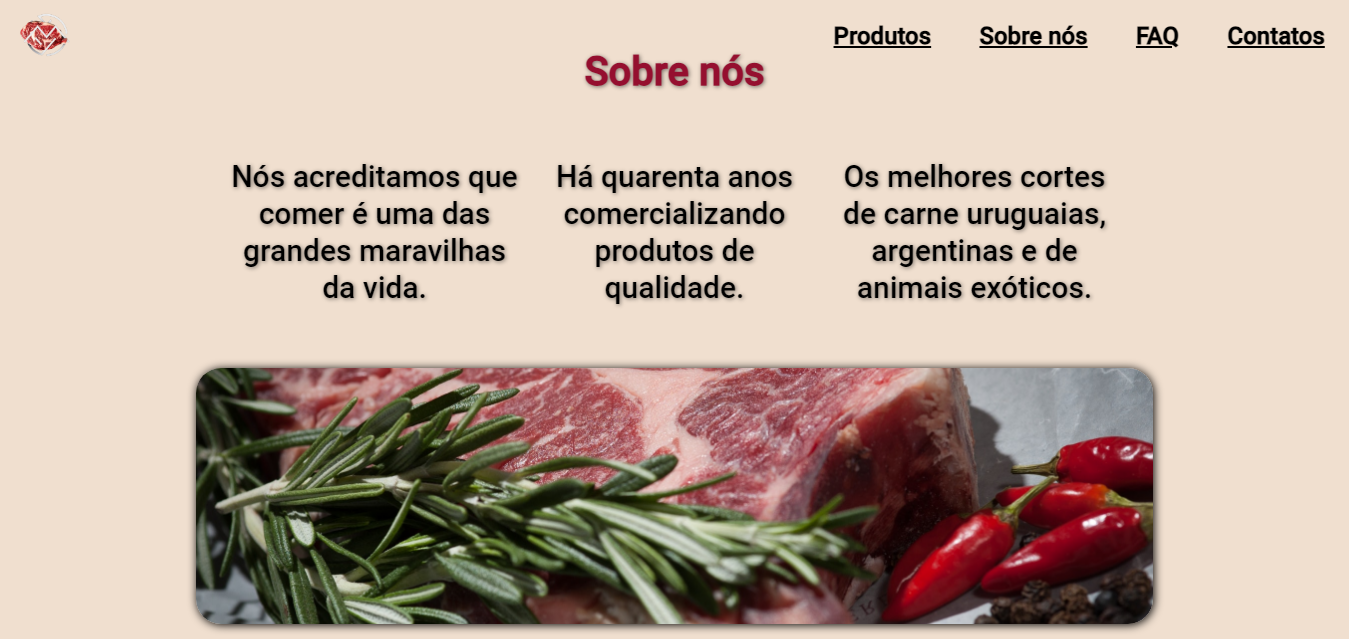 Produtos Sobre nós FAQ Contatos
Sobre nós
Nós acreditamos que
comer é uma das
grandes maravilhas
da vida.
Há quarenta anos
comercializando
produtos de
qualidade.
Os melhores cortes
de carne uruguaias,
argentinas e de
animais exóticos.